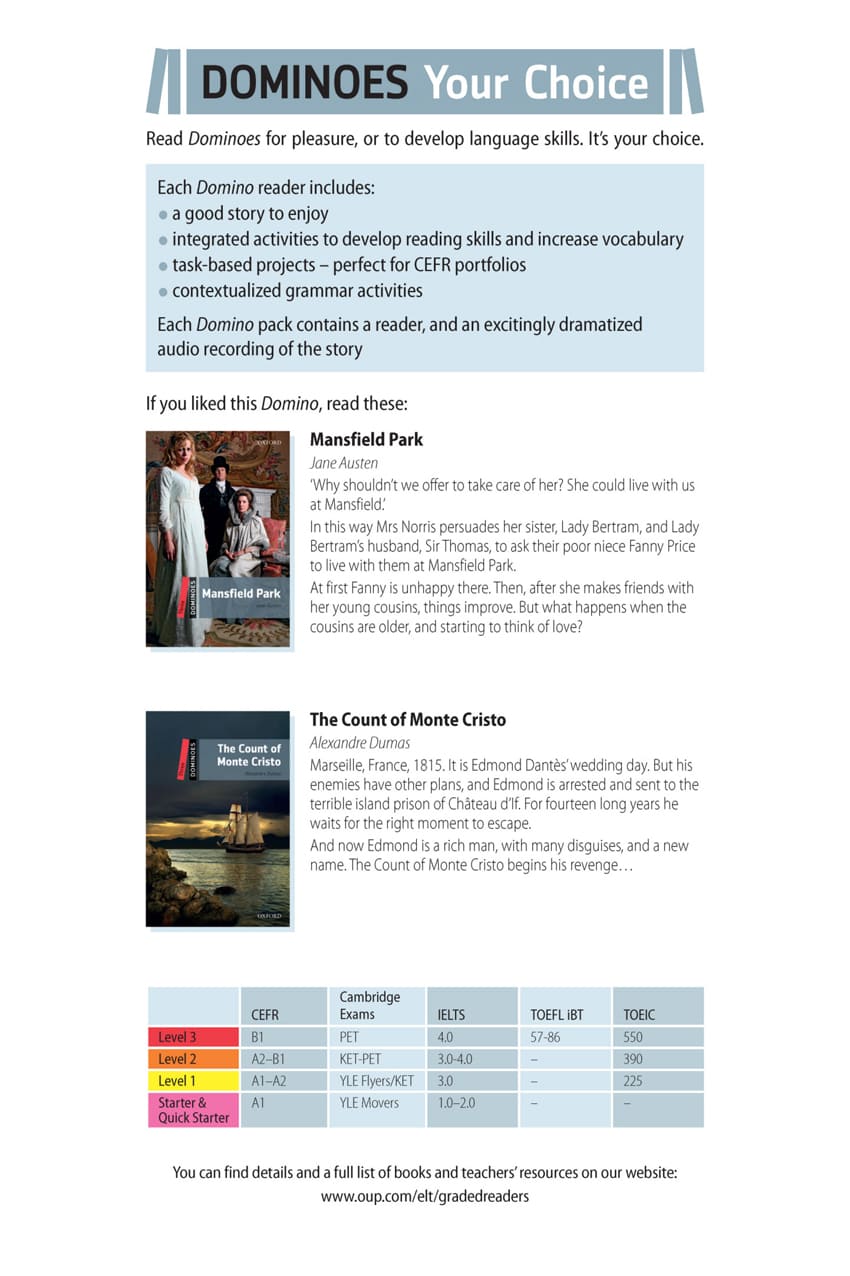 DOMINOES Your Choice
Read Dominoes for pleasure, or to develop language skills. It’s your choice.
Each Domino reader includes:
● a good story to enjoy
● integrated activities to develop reading skills and increase vocabulary
● task-based projects – perfect for CEFR portfolios
● contextualized grammar activities
Each Domino pack contains a reader, and an excitingly dramatized
audio recording of the story
If you liked this Domino, read these:
OXFORD
Three
DOMINOES
Mansfield Park
Jane Austen
Mansfield Park
Jane Austen
‘Why shouldn’t we offer to take care of her? She could live with us
at Mansfield.’
In this way Mrs Norris persuades her sister, Lady Bertram, and Lady
Bertram’s husband, Sir Thomas, to ask their poor niece Fanny Price
to live with them at Mansfield Park.
At first Fanny is unhappy there. Then, after she makes friends with
her young cousins, things improve. But what happens when the
cousins are older, and starting to think of love?
Three
DOMINOES
The Count of
Monte Cristo
Alexandre Dumas
OXFORD
The Count of Monte Cristo
Alexandre Dumas
Marseille, France, 1815. It is Edmond Dantès’ wedding day. But his
enemies have other plans, and Edmond is arrested and sent to the
terrible island prison of Château d’If. For fourteen long years he
waits for the right moment to escape.
And now Edmond is a rich man, with many disguises, and a new
name. The Count of Monte Cristo begins his revenge…
CEFR Cambridge Exams IELTS TOEFL iBT TOEIC
Level 3 B1 PET 4.0 57-86 550
Level 2 A2–B1 KET-PET 3.0-4.0 – 390
Level 1 A1–A2 YLE Flyers/KET 3.0 – 225
Starter & Quick Starter A1 YLE Movers 1.0–2.0 – –
You can find details and a full list of books and teachers’ resources on our website:
www.oup.com/elt/gradedreaders